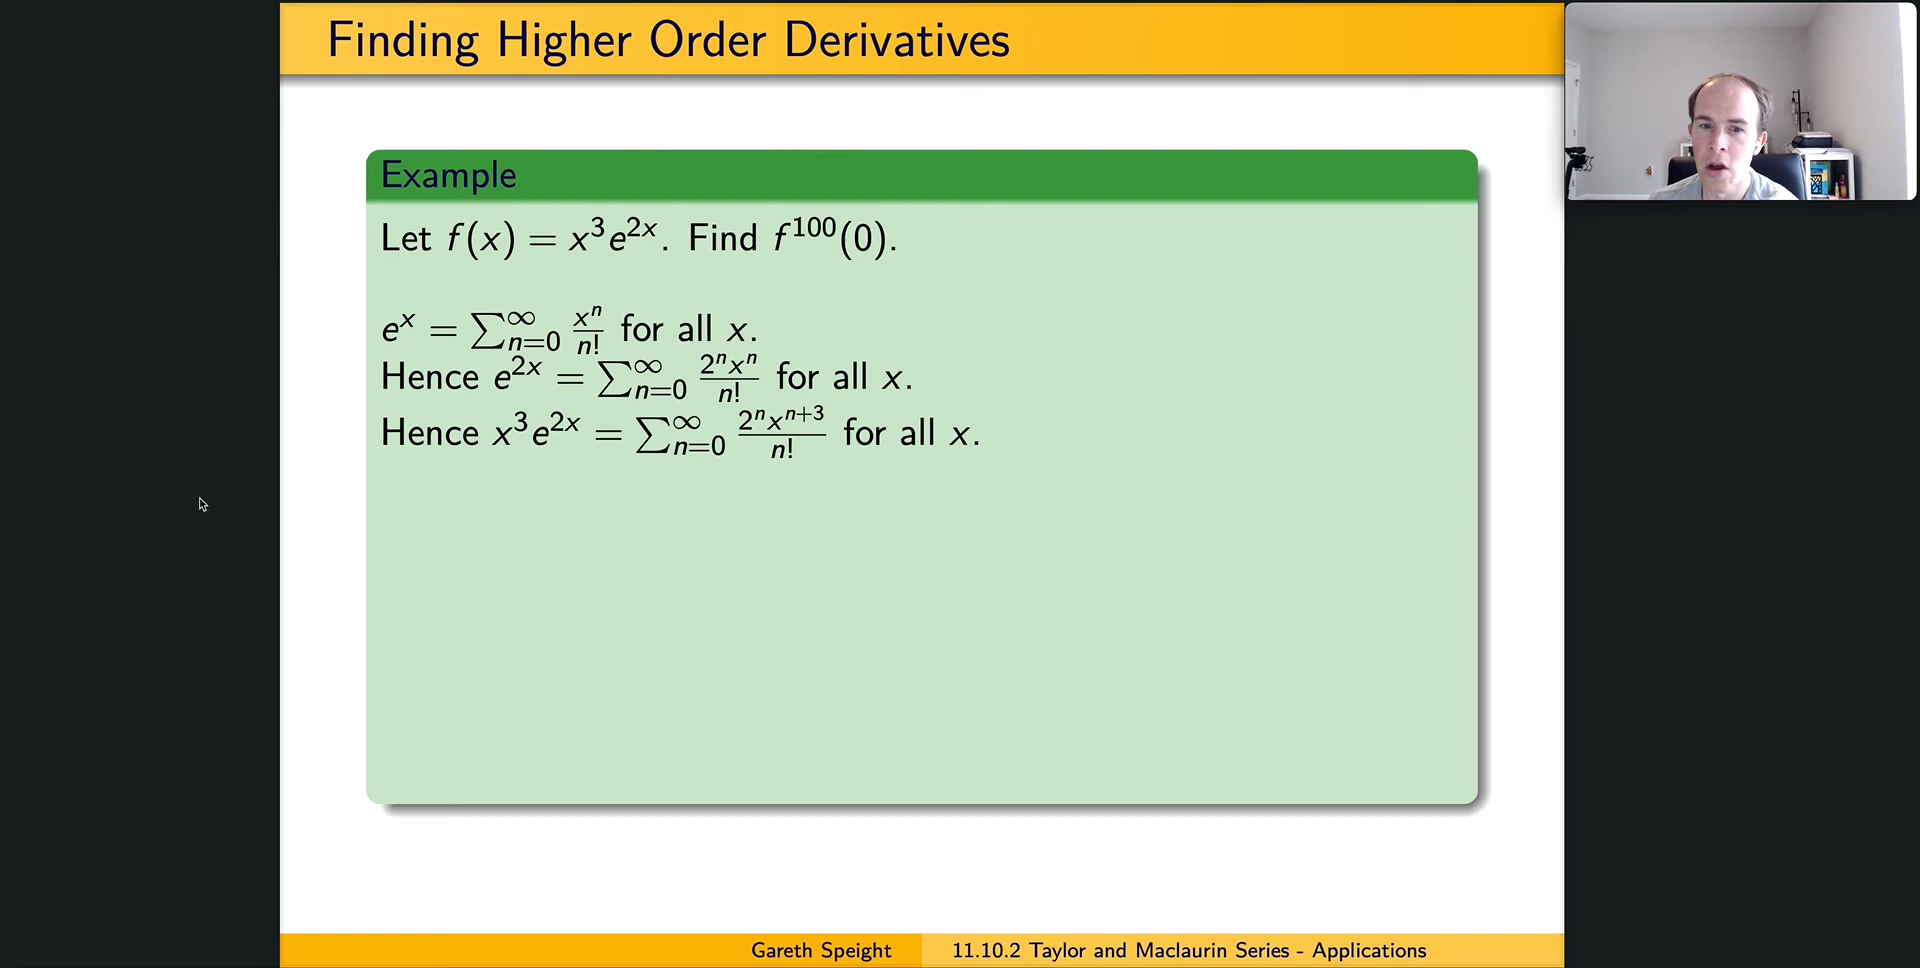 Finding Higher Order Derivatives
Example
Let f(x) = x³e²ˣ. Find f¹⁰⁰(0).
eˣ = ∑_{n=0}^{∞} xⁿ/n! for all x.
Hence e²ˣ = ∑_{n=0}^{∞} 2ⁿxⁿ/n! for all x.
Hence x³e²ˣ = ∑_{n=0}^{∞} 2ⁿxⁿ⁺³/n! for all x.
Gareth Speight
11.10.2 Taylor and Maclaurin Series - Applications